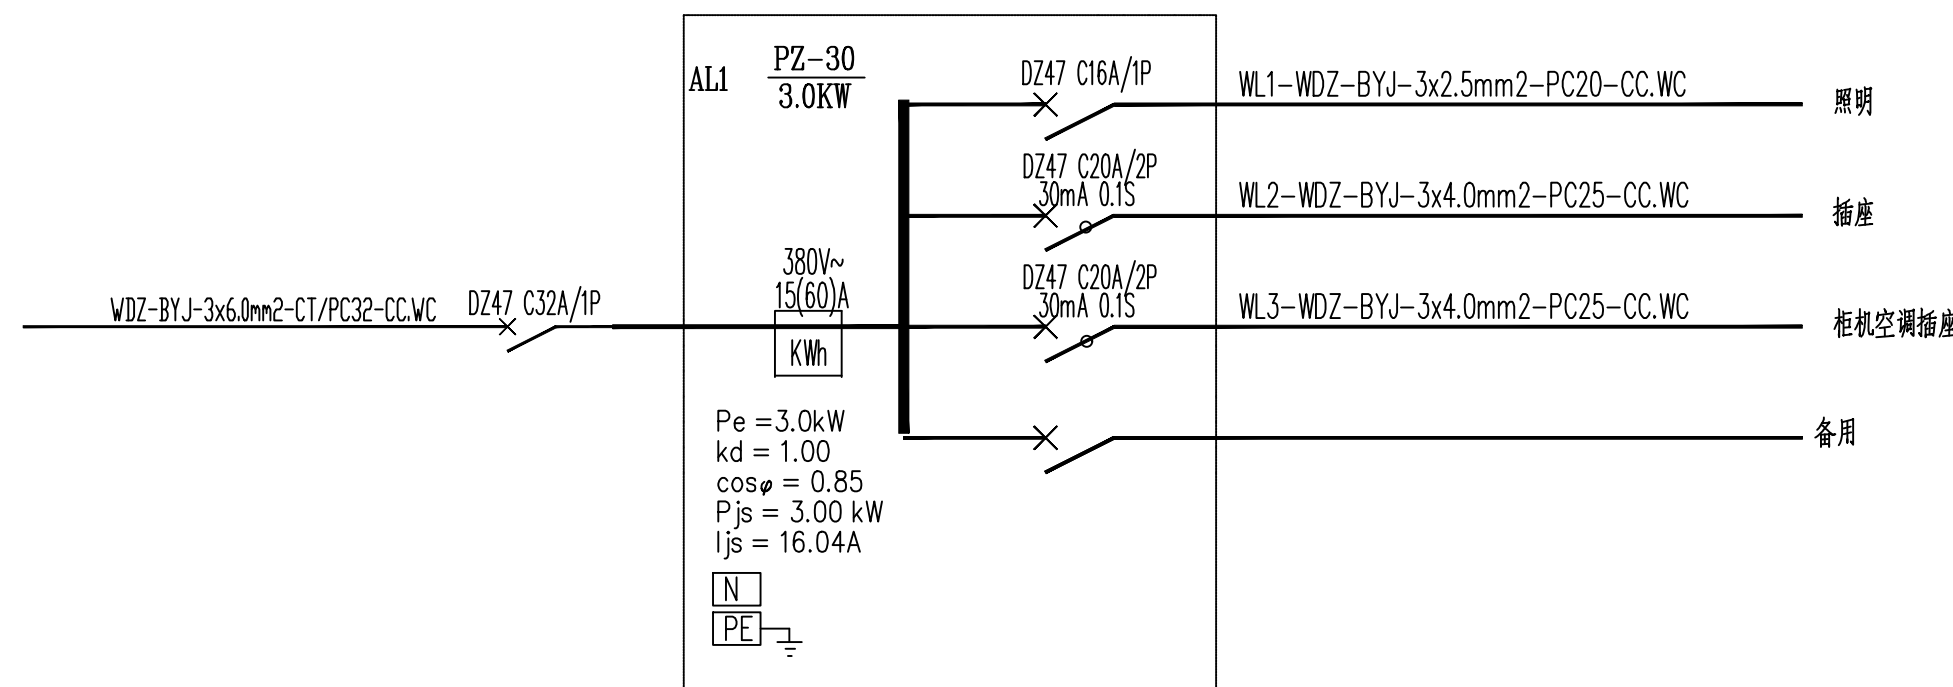 AL1
PZ-30
3.0KW
DZ47 C16A/1P
WL1-WDZ-BYJ-3x2.5mm2-PC20-CC.WC
照明
DZ47 C20A/2P
30mA 0.1S
WL2-WDZ-BYJ-3x4.0mm2-PC25-CC.WC
插座
WDZ-BYJ-3x6.0mm2-CT/PC32-CC.WC
DZ47 C32A/1P
380V~
15(60)A
KWh
DZ47 C20A/2P
30mA 0.1S
WL3-WDZ-BYJ-3x4.0mm2-PC25-CC.WC
柜机空调插座
备用
Pe =3.0kW
kd = 1.00
cosφ = 0.85
Pjs = 3.00 kW
Ijs = 16.04A
N
PE